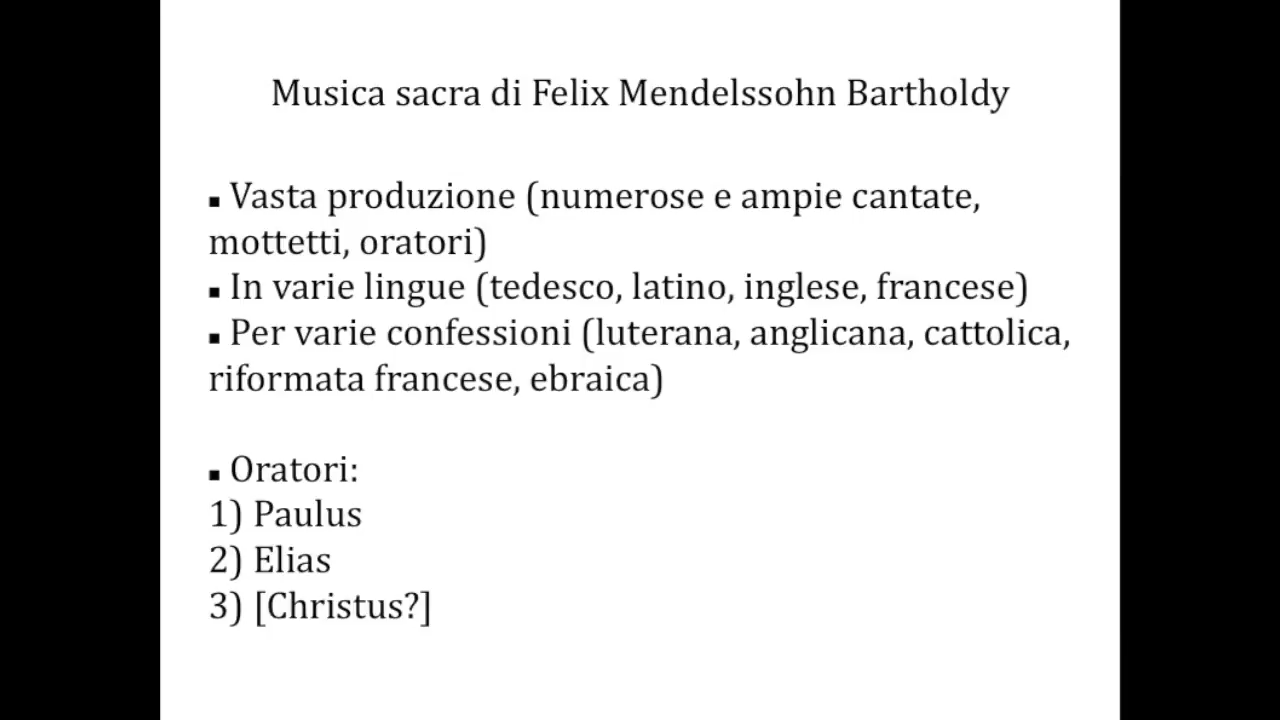 Musica sacra di Felix Mendelssohn Bartholdy
▪ Vasta produzione (numerose e ampie cantate,
mottetti, oratori)
▪ In varie lingue (tedesco, latino, inglese, francese)
▪ Per varie confessioni (luterana, anglicana, cattolica,
riformata francese, ebraica)
▪ Oratori:
1) Paulus
2) Elias
3) [Christus?]